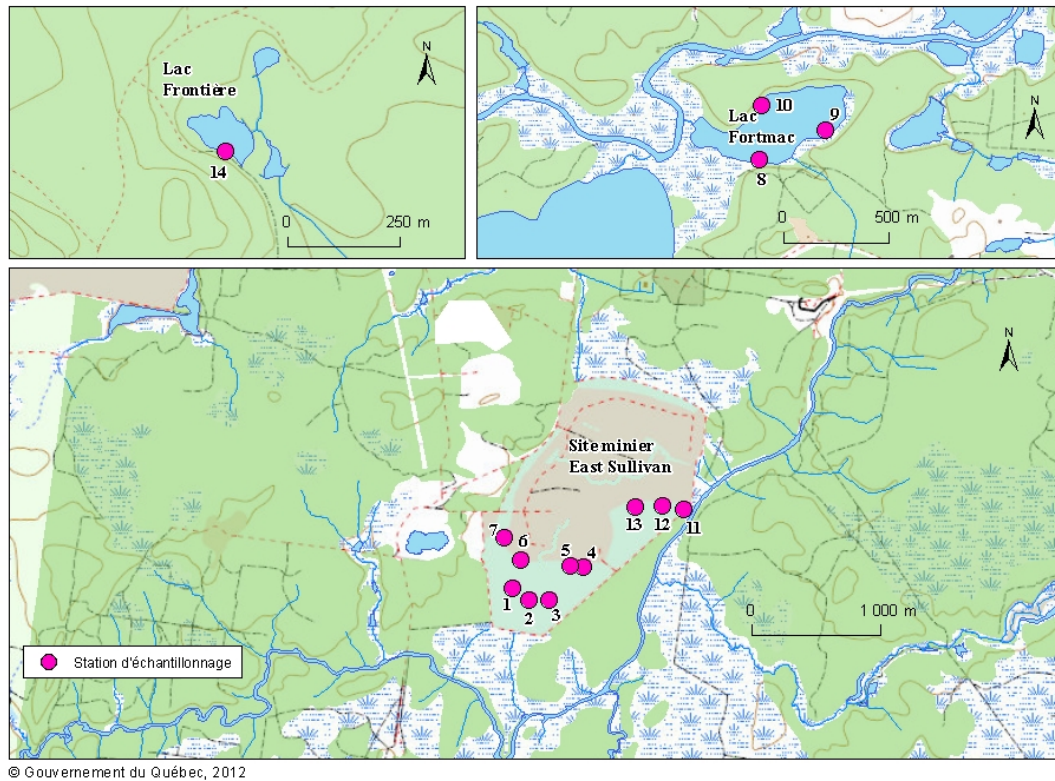 Lac
Frontière
N
14
0 250 m
10
Lac
Fortmac
9
8
N
0 500 m
N
Site minier
East Sullivan
13 12 11
7
6
5 4
1 2 3
0 1 000 m
Station d'échantillonnage
© Gouvernement du Québec, 2012